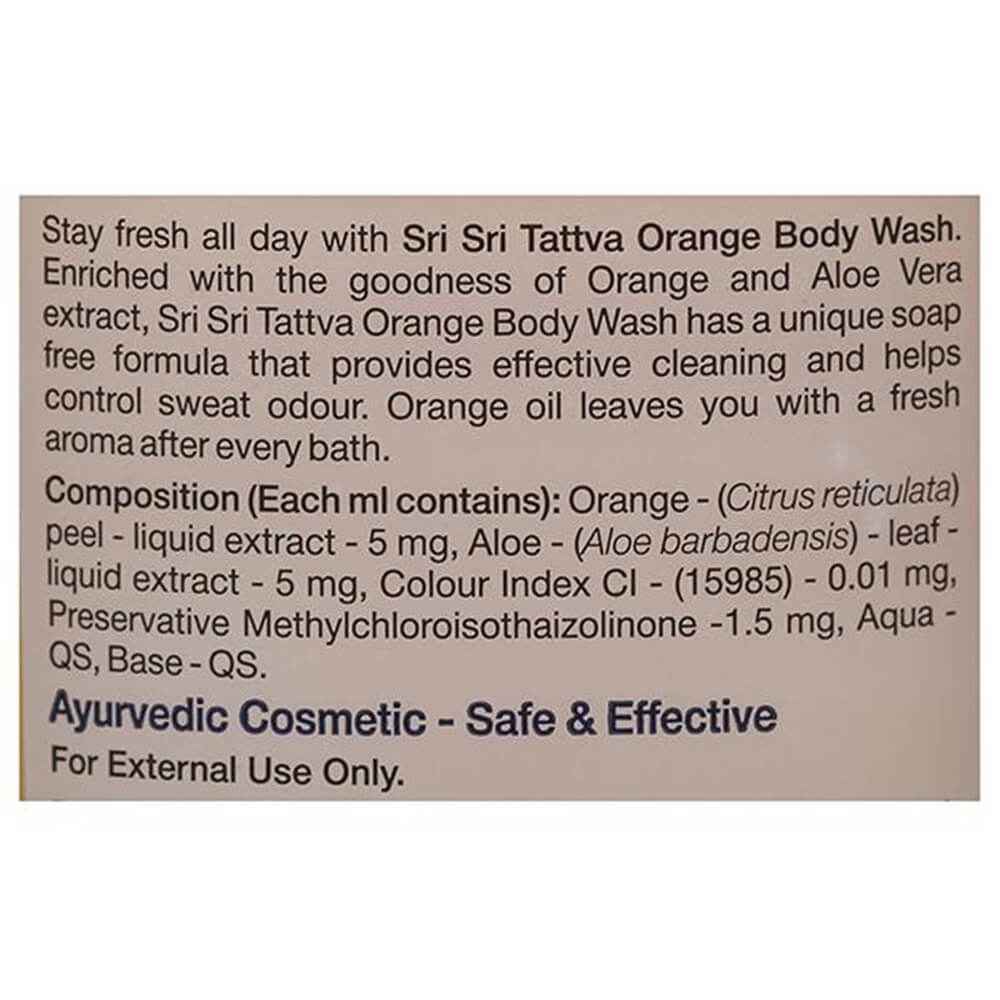 Stay fresh all day with Sri Sri Tattva Orange Body Wash.
Enriched with the goodness of Orange and Aloe Vera
extract, Sri Sri Tattva Orange Body Wash has a unique soap
free formula that provides effective cleaning and helps
control sweat odour. Orange oil leaves you with a fresh
aroma after every bath.
Composition (Each ml contains): Orange - (Citrus reticulata)
peel - liquid extract - 5 mg, Aloe - (Aloe barbadensis) - leaf -
liquid extract - 5 mg, Colour Index CI - (15985) - 0.01 mg,
Preservative Methylchloroisothaizolinone -1.5 mg, Aqua -
QS, Base - QS.
Ayurvedic Cosmetic - Safe & Effective
For External Use Only.